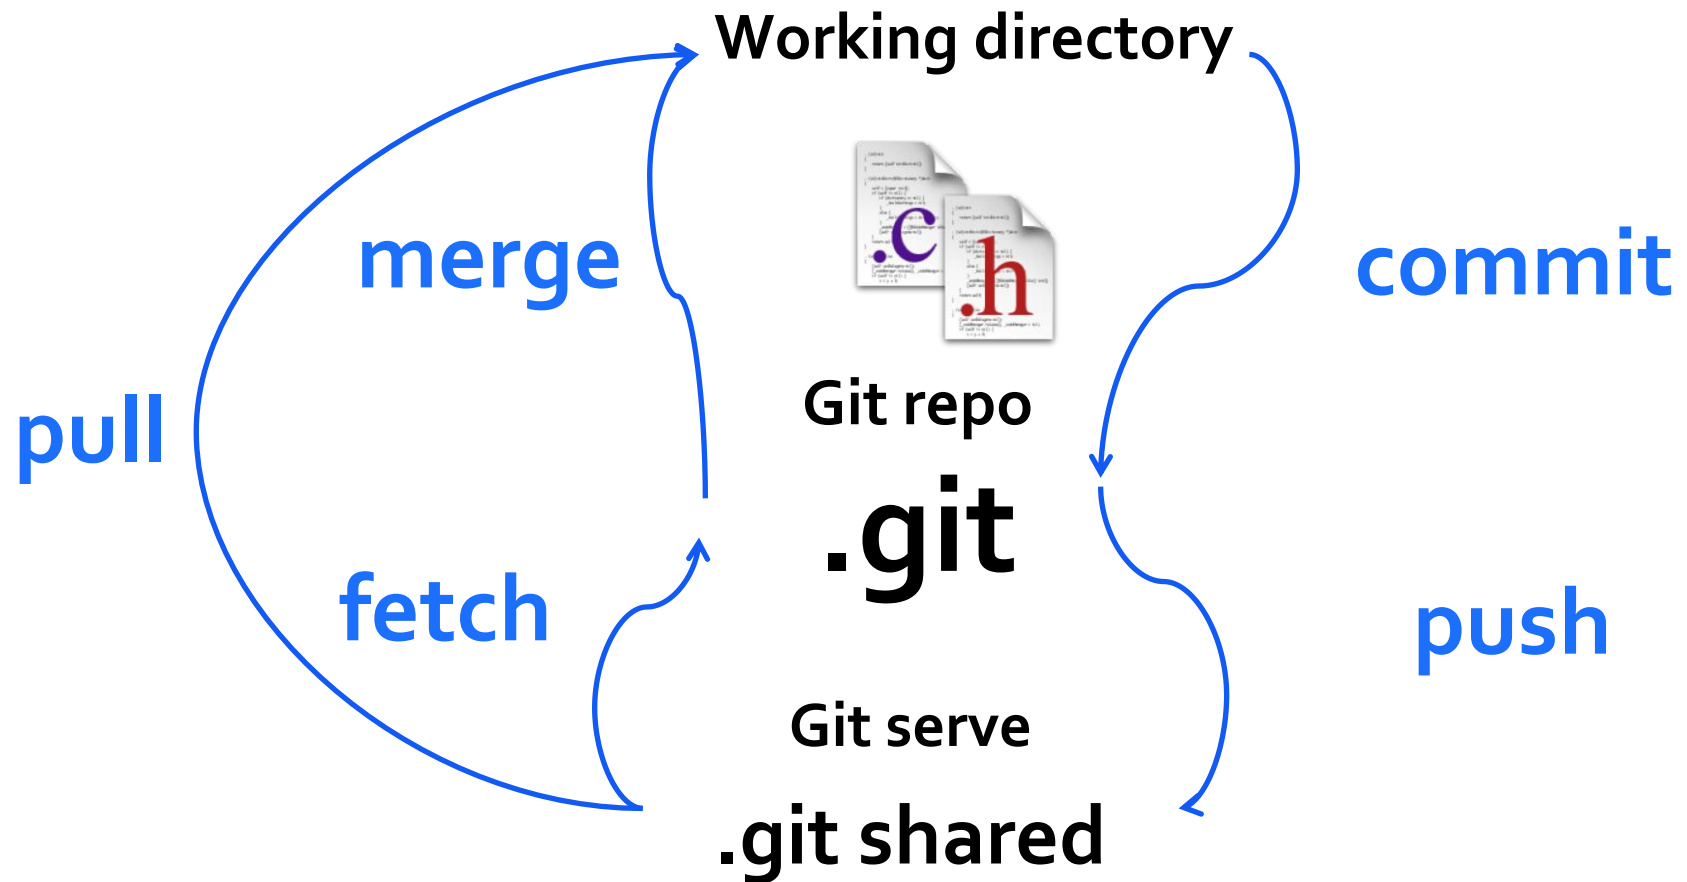 Working directory
.c
.h
merge
commit
pull
Git repo
.git
fetch
push
Git serve
.git shared